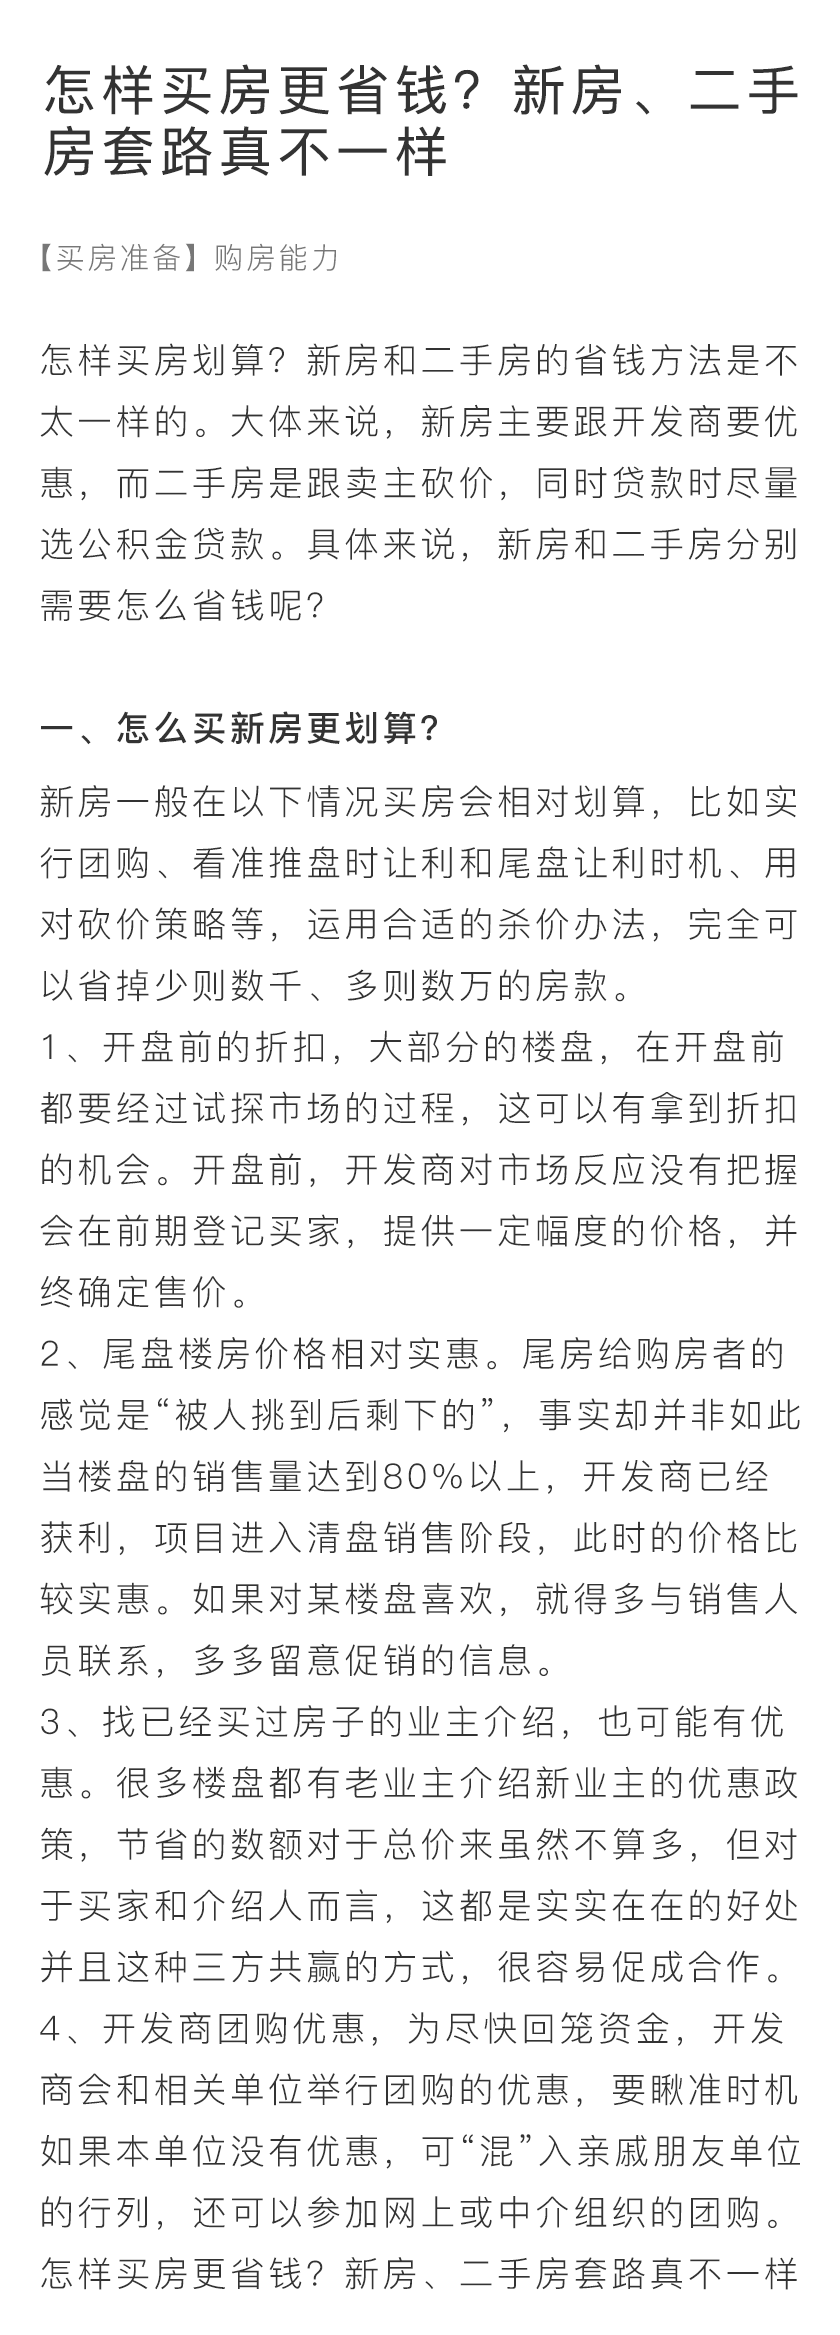 怎样买房更省钱？新房、二手
房套路真不一样
【买房准备】购房能力
怎样买房划算？新房和二手房的省钱方法是不
太一样的。大体来说，新房主要跟开发商要优
惠，而二手房是跟卖主砍价，同时贷款时尽量
选公积金贷款。具体来说，新房和二手房分别
需要怎么省钱呢？
一、怎么买新房更划算？
新房一般在以下情况买房会相对划算，比如实
行团购、看准推盘时让利和尾盘让利时机、用
对砍价策略等，运用合适的杀价办法，完全可
以省掉少则数千、多则数万的房款。
1、开盘前的折扣，大部分的楼盘，在开盘前
都要经过试探市场的过程，这可以有拿到折扣
的机会。开盘前，开发商对市场反应没有把握
会在前期登记买家，提供一定幅度的价格，并
终确定售价。
2、尾盘楼房价格相对实惠。尾房给购房者的
感觉是“被人挑到后剩下的”，事实却并非如此
当楼盘的销售量达到80%以上，开发商已经
获利，项目进入清盘销售阶段，此时的价格比
较实惠。如果对某楼盘喜欢，就得多与销售人
员联系，多多留意促销的信息。
3、找已经买过房子的业主介绍，也可能有优
惠。很多楼盘都有老业主介绍新业主的优惠政
策，节省的数额对于总价来虽然不算多，但对
于买家和介绍人而言，这都是实实在在的好处
并且这种三方共赢的方式，很容易促成合作。
4、开发商团购优惠，为尽快回笼资金，开发
商会和相关单位举行团购的优惠，要瞅准时机
如果本单位没有优惠，可“混”入亲戚朋友单位
的行列，还可以参加网上或中介组织的团购。
怎样买房更省钱？新房、二手房套路真不一样